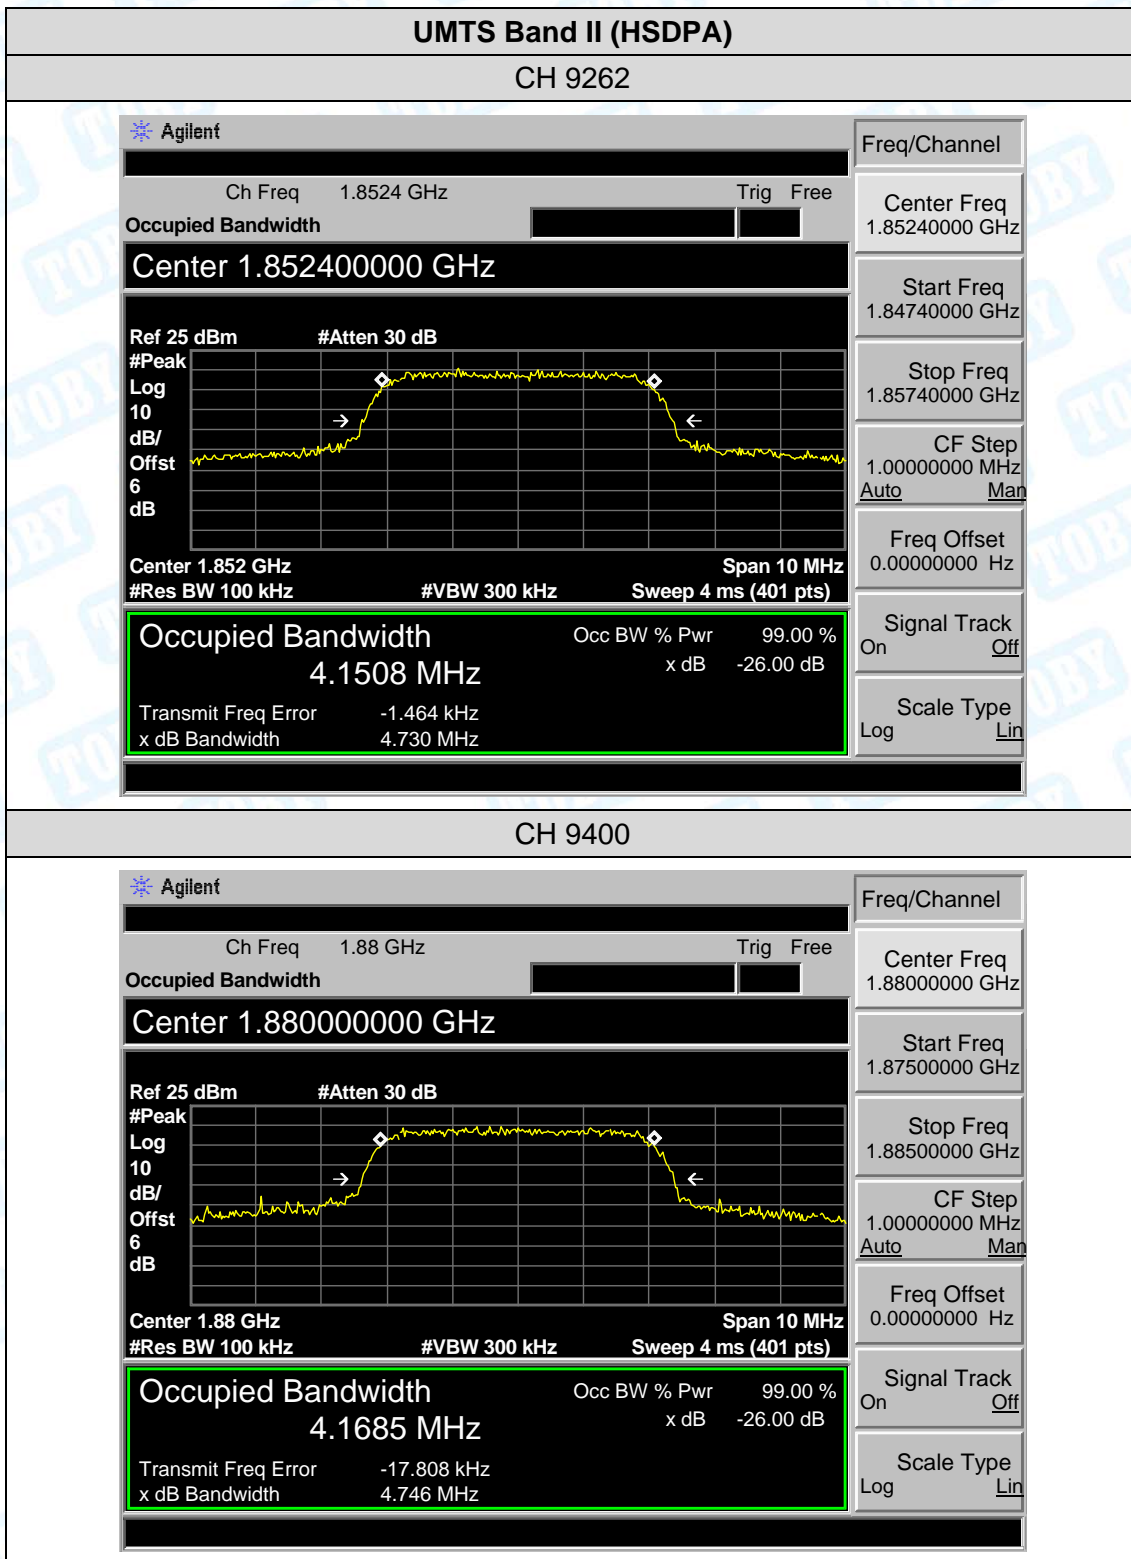 UMTS Band II (HSDPA)
CH 9262
Agilent
Freq/Channel
Ch Freq 1.8524 GHz Trig Free
Occupied Bandwidth
Center 1.852400000 GHz
Ref 25 dBm #Atten 30 dB
#Peak
Log
10
dB/
Offst
6
dB
Center 1.852 GHz Span 10 MHz
#Res BW 100 kHz #VBW 300 kHz Sweep 4 ms (401 pts)
Occupied Bandwidth Occ BW % Pwr 99.00 %
4.1508 MHz x dB -26.00 dB
Transmit Freq Error -1.464 kHz
x dB Bandwidth 4.730 MHz
Center Freq
1.85240000 GHz
Start Freq
1.84740000 GHz
Stop Freq
1.85740000 GHz
CF Step
1.00000000 MHz
Auto Man
Freq Offset
0.00000000 Hz
Signal Track
On Off
Scale Type
Log Lin
CH 9400
Agilent
Freq/Channel
Ch Freq 1.88 GHz Trig Free
Occupied Bandwidth
Center 1.880000000 GHz
Ref 25 dBm #Atten 30 dB
#Peak
Log
10
dB/
Offst
6
dB
Center 1.88 GHz Span 10 MHz
#Res BW 100 kHz #VBW 300 kHz Sweep 4 ms (401 pts)
Occupied Bandwidth Occ BW % Pwr 99.00 %
4.1685 MHz x dB -26.00 dB
Transmit Freq Error -17.808 kHz
x dB Bandwidth 4.746 MHz
Center Freq
1.88000000 GHz
Start Freq
1.87500000 GHz
Stop Freq
1.88500000 GHz
CF Step
1.00000000 MHz
Auto Man
Freq Offset
0.00000000 Hz
Signal Track
On Off
Scale Type
Log Lin
TOBY